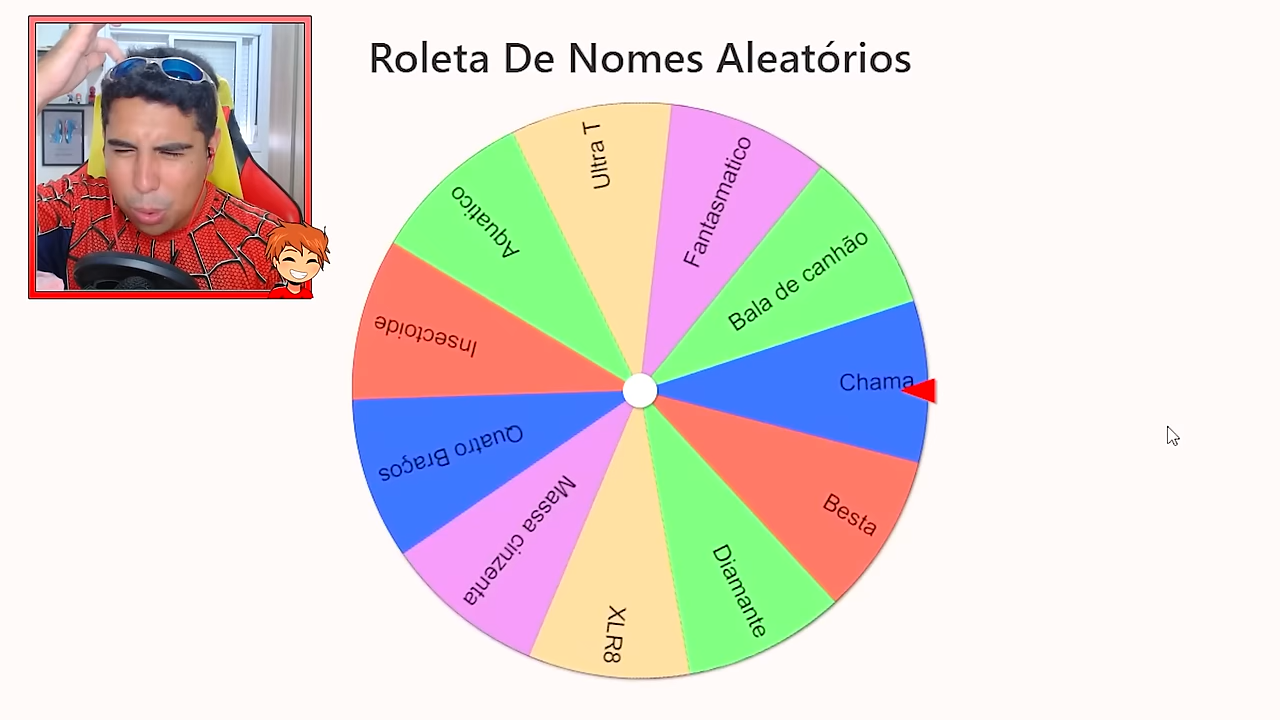 Roleta De Nomes Aleatórios
Ultra T
Fantasmatico
Bala de canhão
Chama
Besta
Diamante
XLR8
Massa cinzenta
Quatro Braços
Insectoide
Aquatico